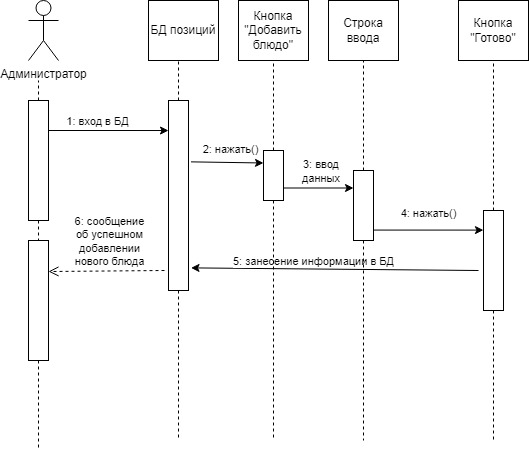 Администратор
БД позиций
Кнопка
"Добавить
блюдо"
Строка
ввода
Кнопка
"Готово"
1: вход в БД
2: нажать()
3: ввод
данных
4: нажать()
5: занесение информации в БД
6: сообщение
об успешном
добавлении
нового блюда